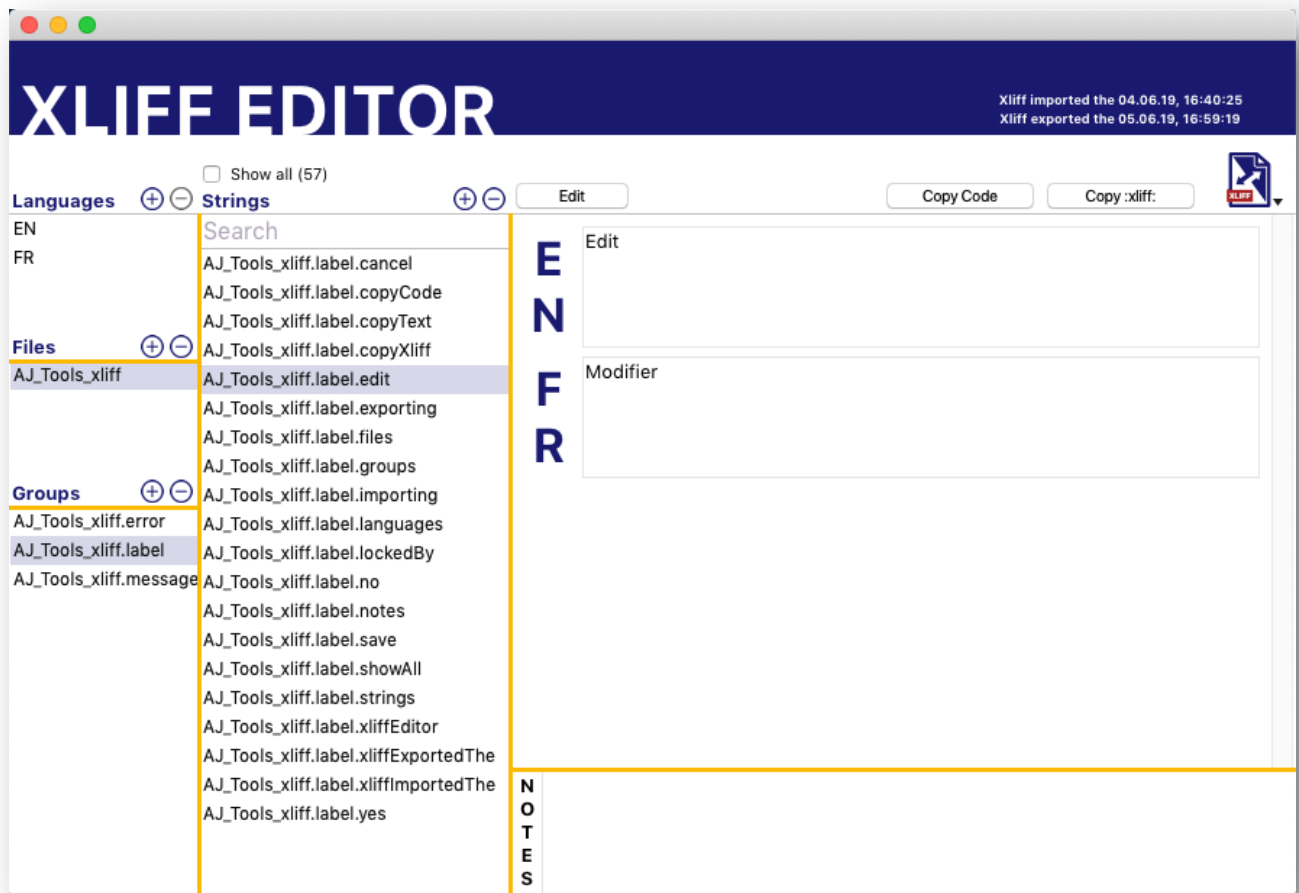 XLIFF EDITOR
Xliff imported the 04.06.19, 16:40:25
Xliff exported the 05.06.19, 16:59:19
Show all (57)
Languages
Strings
Edit
Copy Code
Copy :xliff:
XLIFF
EN
FR
Files
AJ_Tools_xliff
Groups
AJ_Tools_xliff.error
AJ_Tools_xliff.label
AJ_Tools_xliff.message
Search
AJ_Tools_xliff.label.cancel
AJ_Tools_xliff.label.copyCode
AJ_Tools_xliff.label.copyText
AJ_Tools_xliff.label.copyXliff
AJ_Tools_xliff.label.edit
AJ_Tools_xliff.label.exporting
AJ_Tools_xliff.label.files
AJ_Tools_xliff.label.groups
AJ_Tools_xliff.label.importing
AJ_Tools_xliff.label.languages
AJ_Tools_xliff.label.lockedBy
AJ_Tools_xliff.label.no
AJ_Tools_xliff.label.notes
AJ_Tools_xliff.label.save
AJ_Tools_xliff.label.showAll
AJ_Tools_xliff.label.strings
AJ_Tools_xliff.label.xliffEditor
AJ_Tools_xliff.label.xliffExportedThe
AJ_Tools_xliff.label.xliffImportedThe
AJ_Tools_xliff.label.yes
EN
Edit
FR
Modifier
NOTES